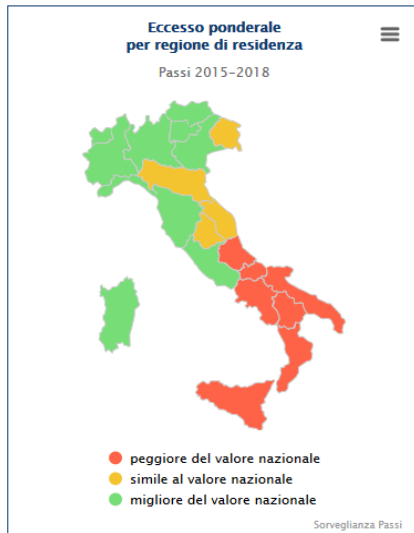 Eccesso ponderale
per regione di residenza
Passi 2015-2018
peggiore del valore nazionale
simile al valore nazionale
migliore del valore nazionale
Sorveglianza Passi